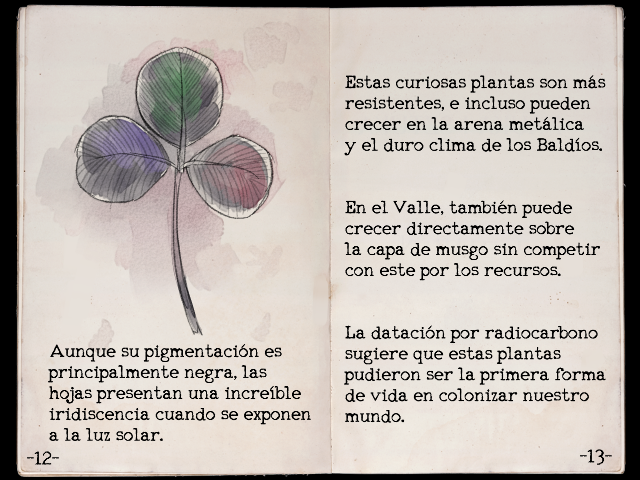 Aunque su pigmentación es
principalmente negra, las
hojas presentan una increíble
iridiscencia cuando se exponen
a la luz solar.
-12-
Estas curiosas plantas son más
resistentes, e incluso pueden
crecer en la arena metálica
y el duro clima de los Baldíos.
En el Valle, también puede
crecer directamente sobre
la capa de musgo sin competir
con este por los recursos.
La datación por radiocarbono
sugiere que estas plantas
pudieron ser la primera forma
de vida en colonizar nuestro
mundo.
-13-